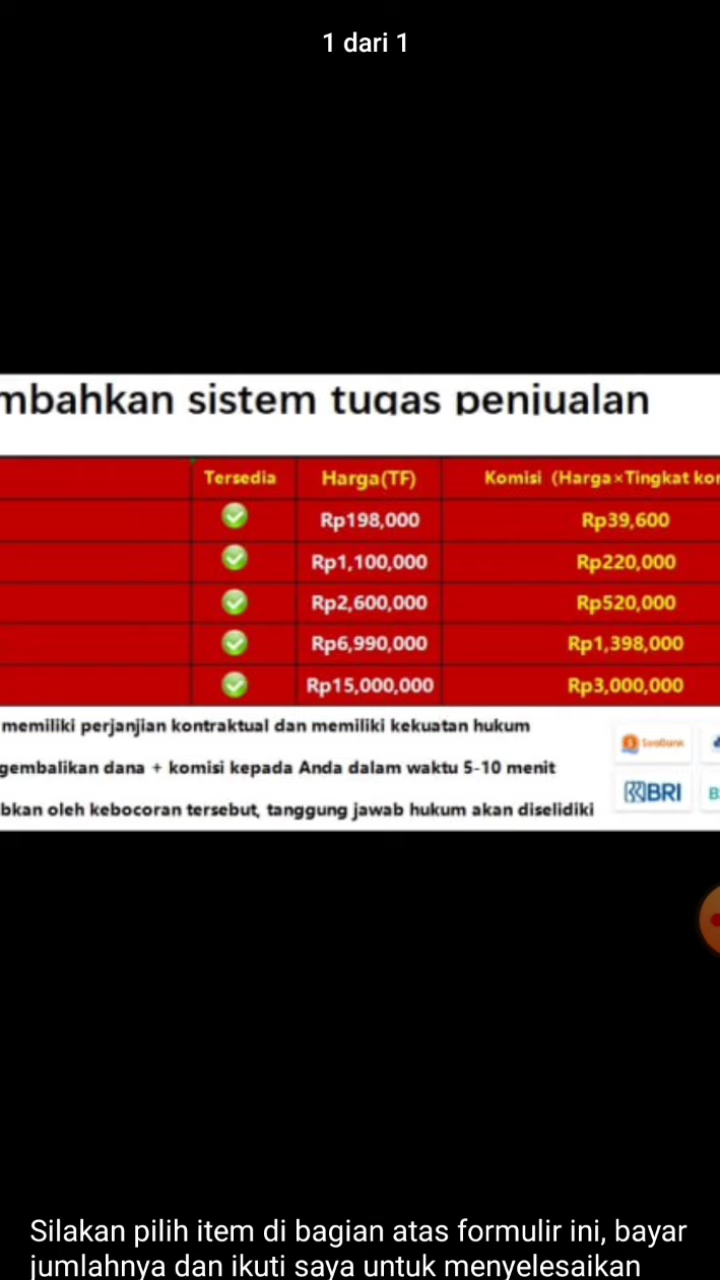 1 dari 1
mbahkan sistem tugas penjualan
Tersedia Harga(TF) Komisi (Harga×Tingkat kor
Rp198,000 Rp39,600
Rp1,100,000 Rp220,000
Rp2,600,000 Rp520,000
Rp6,990,000 Rp1,398,000
Rp15,000,000 Rp3,000,000
memiliki perjanjian kontraktual dan memiliki kekuatan hukum
gembalikan dana + komisi kepada Anda dalam waktu 5-10 menit
bkan oleh kebocoran tersebut, tanggung jawab hukum akan diselidiki
SeaBank
BRI B
Silakan pilih item di bagian atas formulir ini, bayar
jumlahnya dan ikuti saya untuk menyelesaikan